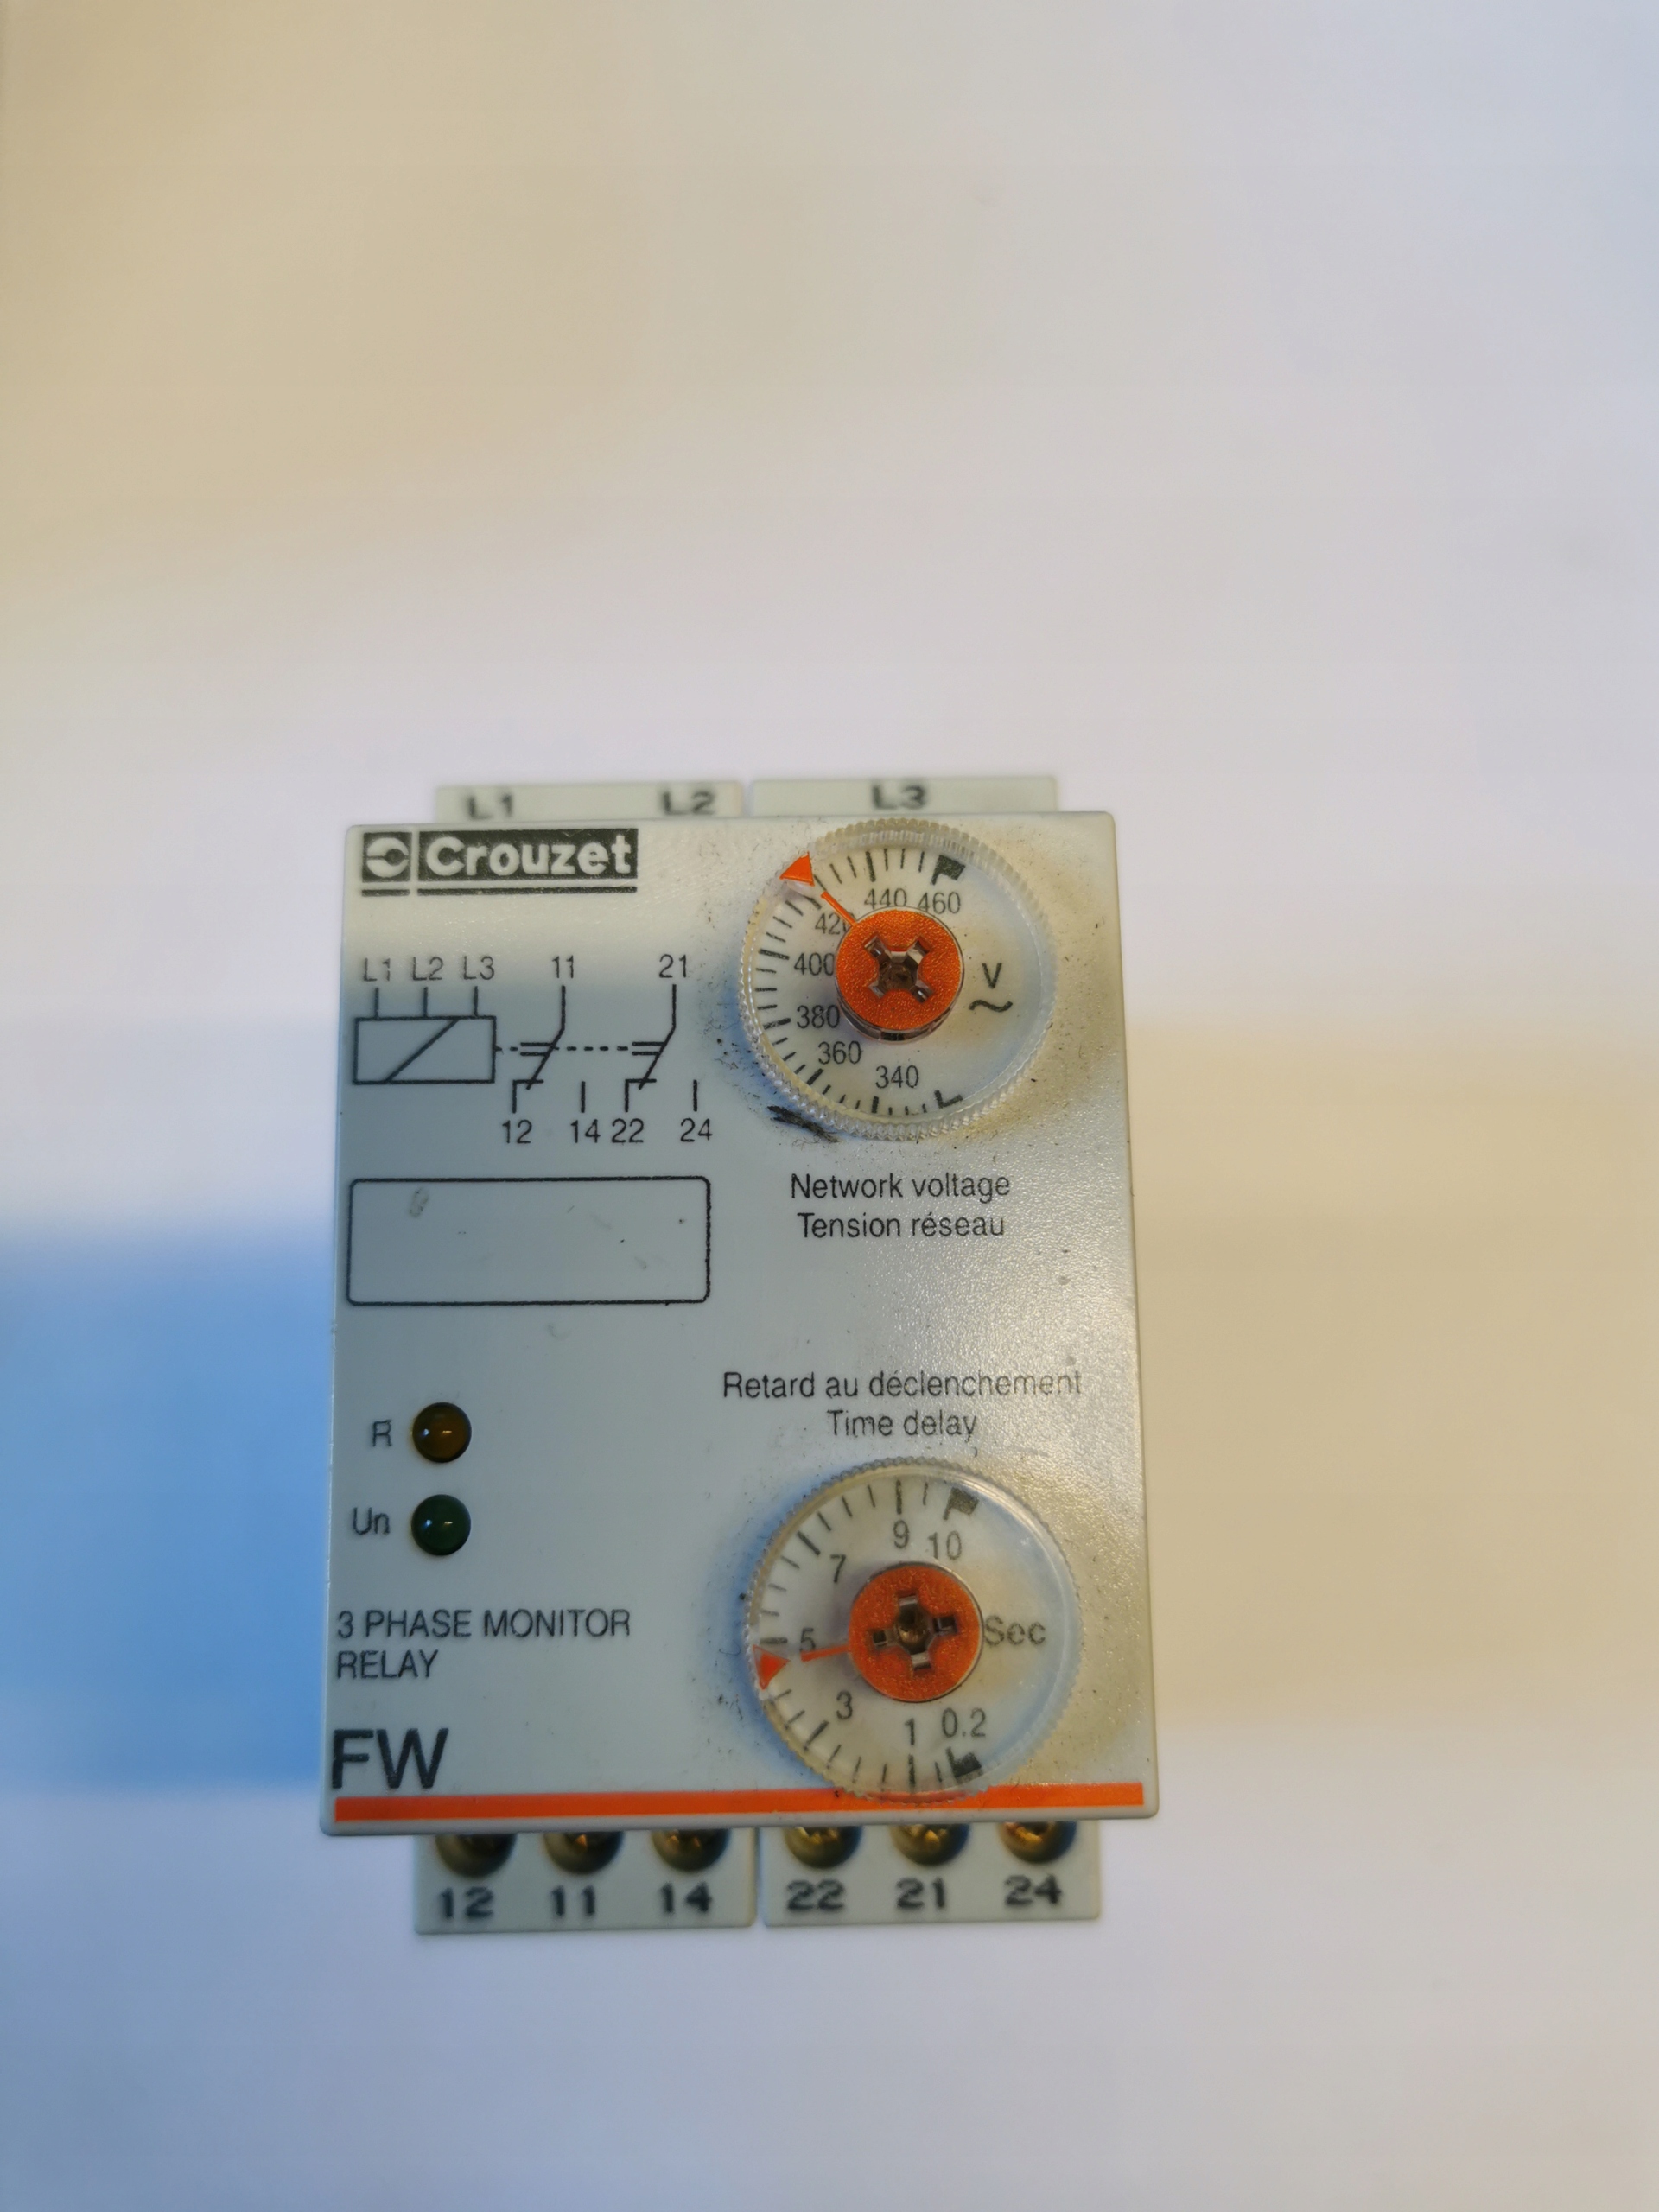 L1 L2 L3
Crouzet
L1 L2 L3 11 21
12 14 22 24
460
440
420
400
380
360
340
V
~
Network voltage
Tension réseau
Retard au déclenchement
Time delay
R
Un
10
9
7
5
3
1
0.2
Sec
3 PHASE MONITOR
RELAY
FW
12 11 14 22 21 24